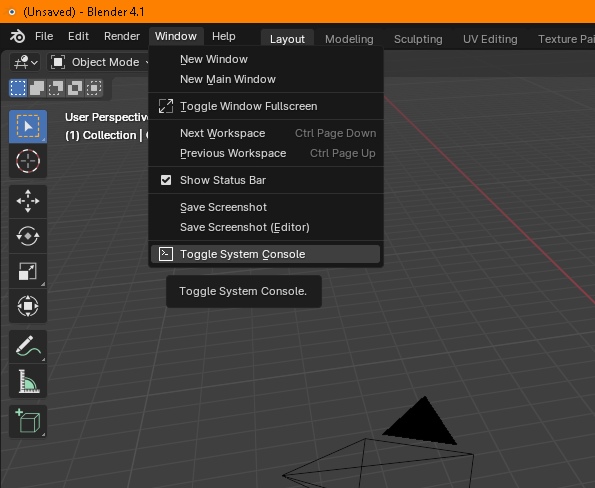 (Unsaved) - Blender 4.1
File Edit Render Window Help Layout Modeling Sculpting UV Editing Texture Pai
Object Mode
New Window
New Main Window
Toggle Window Fullscreen
Next Workspace Ctrl Page Down
Previous Workspace Ctrl Page Up
Show Status Bar
Save Screenshot
Save Screenshot (Editor)
Toggle System Console
Toggle System Console.
User Perspective
(1) Collection |